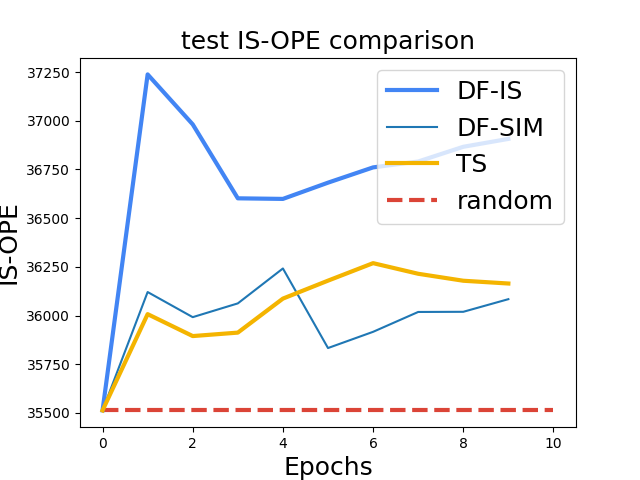 test IS-OPE comparison
IS-OPE
37250
37000
36750
36500
36250
36000
35750
35500
DF-IS
DF-SIM
TS
random
0 2 4 6 8 10
Epochs